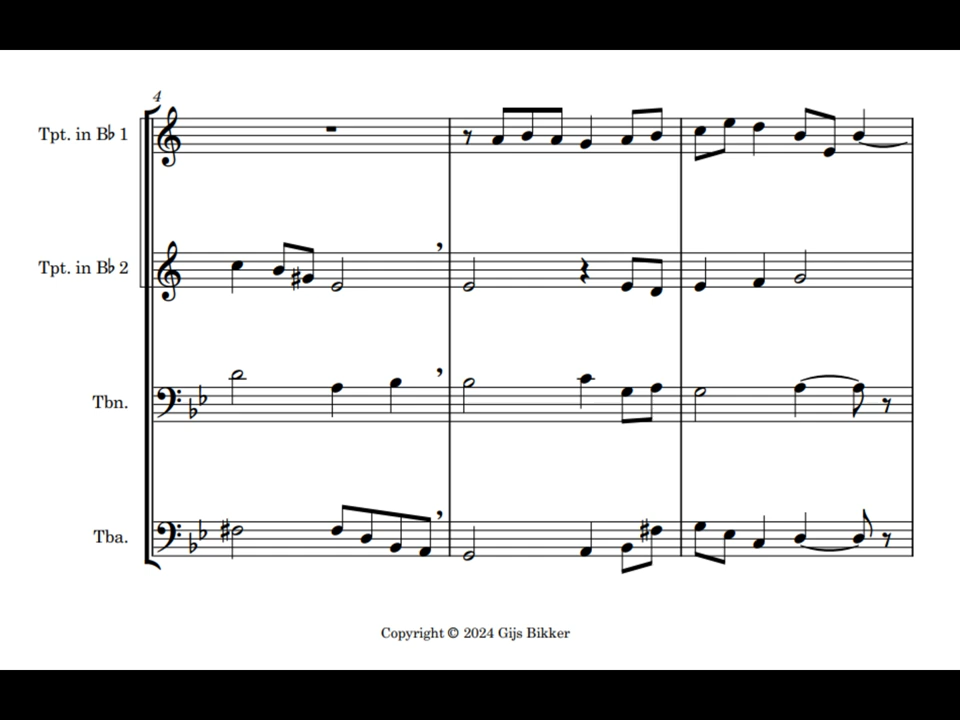 4
Tpt. in B♭ 1
Tpt. in B♭ 2
Tbn.
Tba.
Copyright © 2024 Gijs Bikker